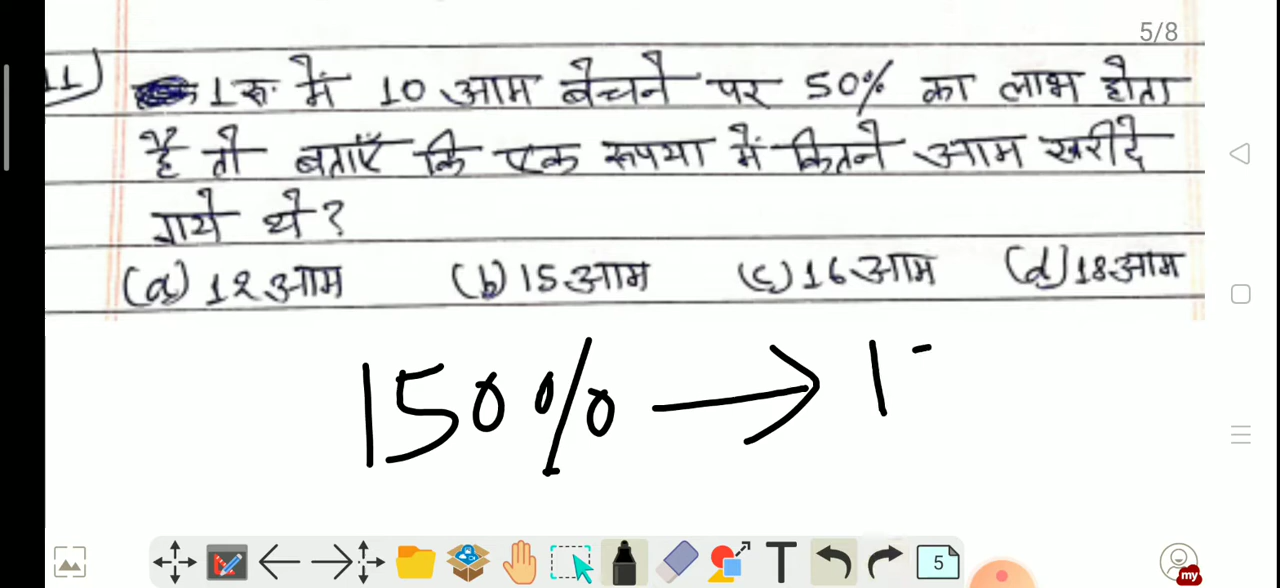 5/8
11) 1रू. में 10 आम बेचने पर 50% का लाभ होता
है तो बताएँ कि एक रूपया में कितने आम खरीदे
गये थे?
(a) 12 आम (b) 15 आम (c) 16 आम (d) 18 आम
150% → 1
T 5
my